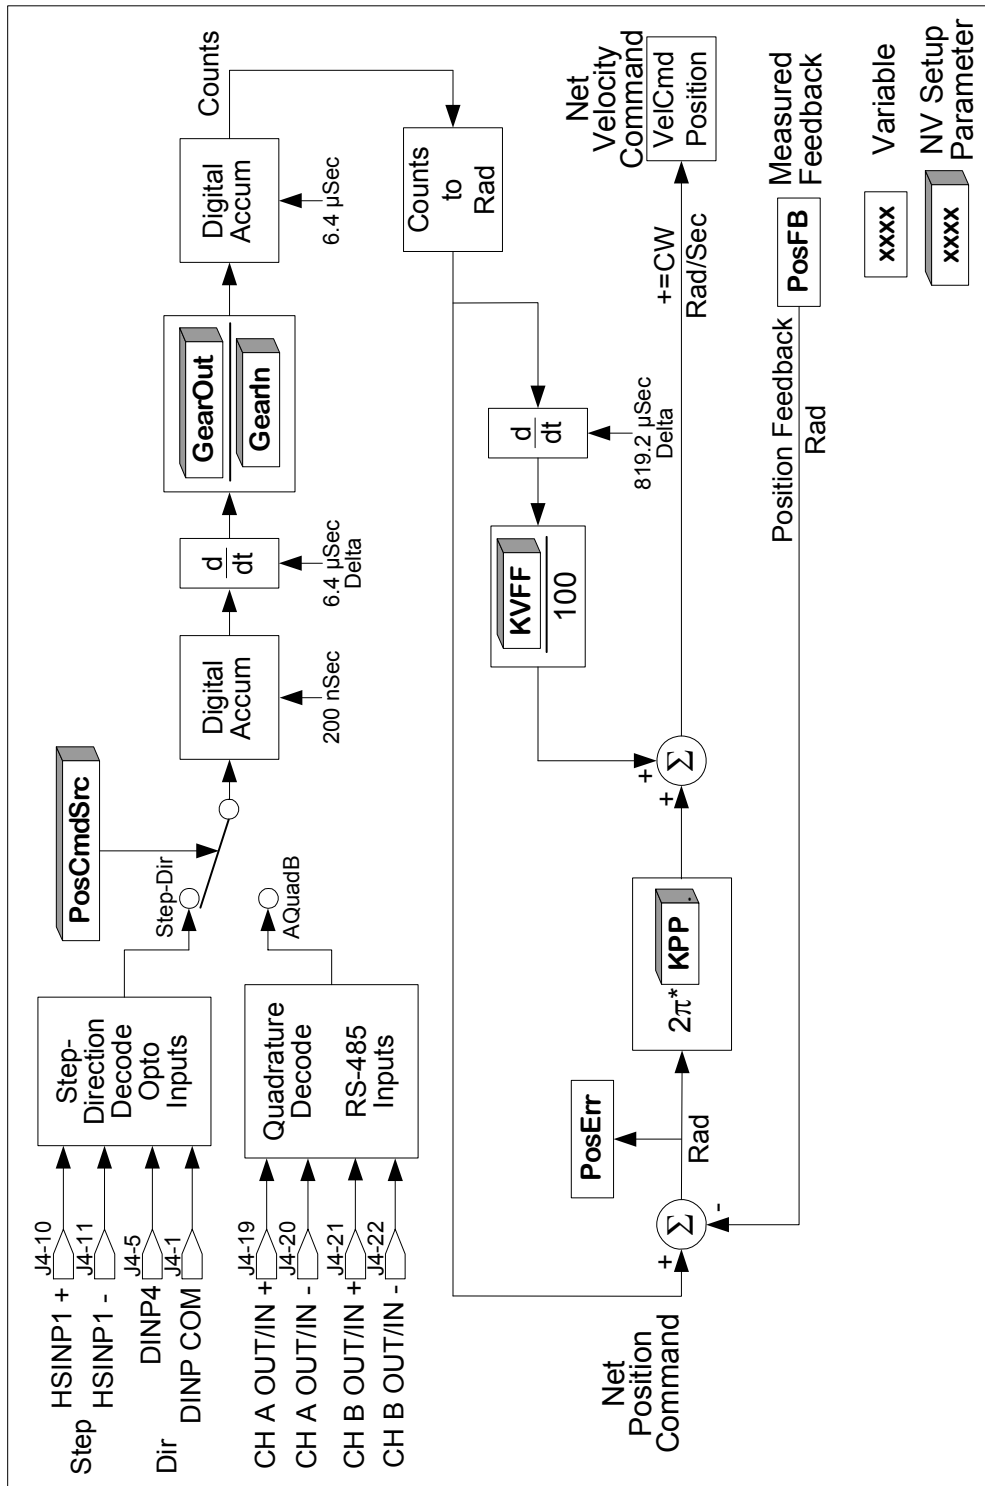 Step
HSINP1 +
J4-10
HSINP1 -
J4-11
Dir
DINP4
J4-5
DINP COM
J4-1
Step-
Direction
Decode
Opto
Inputs
CH A OUT/IN +
J4-19
CH A OUT/IN -
J4-20
CH B OUT/IN +
J4-21
CH B OUT/IN -
J4-22
Quadrature
Decode
RS-485
Inputs
PosCmdSrc
Step-Dir
AQuadB
Digital
Accum
200 nSec
d
dt
6.4 µSec
Delta
GearOut
GearIn
Digital
Accum
6.4 µSec
Counts
Counts
to
Rad
d
dt
819.2 µSec
Delta
KVFF
100
Net
Position
Command
+
-
Σ
Rad
PosErr
2π*
KPP
+
+
Σ
+=CW
Rad/Sec
Net
Velocity
Command
VelCmd
Position
Position Feedback
Rad
PosFB
Measured
Feedback
xxxx
Variable
xxxx
NV Setup
Parameter